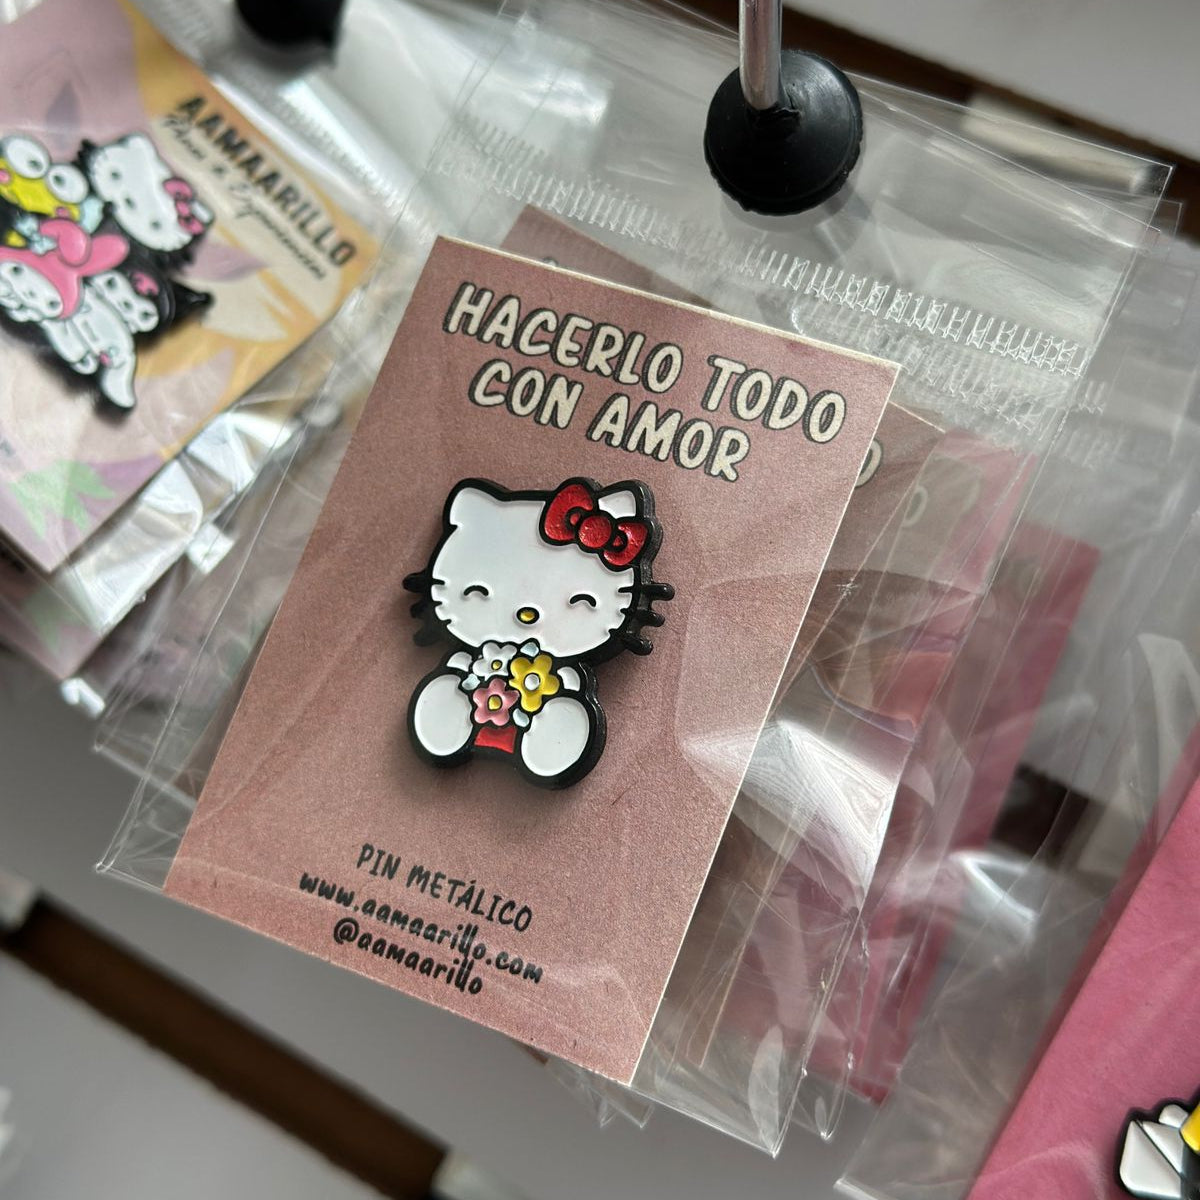 AAMAARILLO
HACERLO TODO
CON AMOR
PIN METÁLICO
www.aamaarillo.com
@aamaarillo